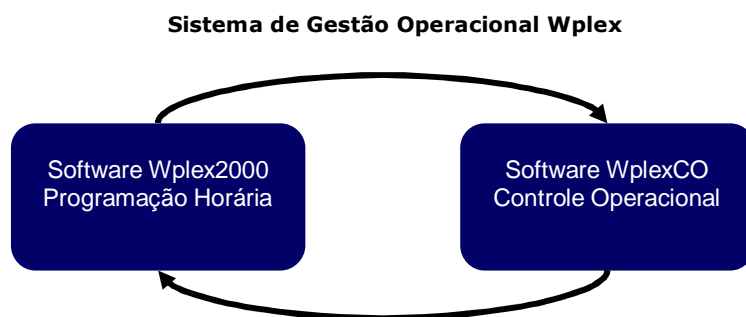 Sistema de Gestão Operacional Wplex
Software Wplex2000
Programação Horária
Software WplexCO
Controle Operacional